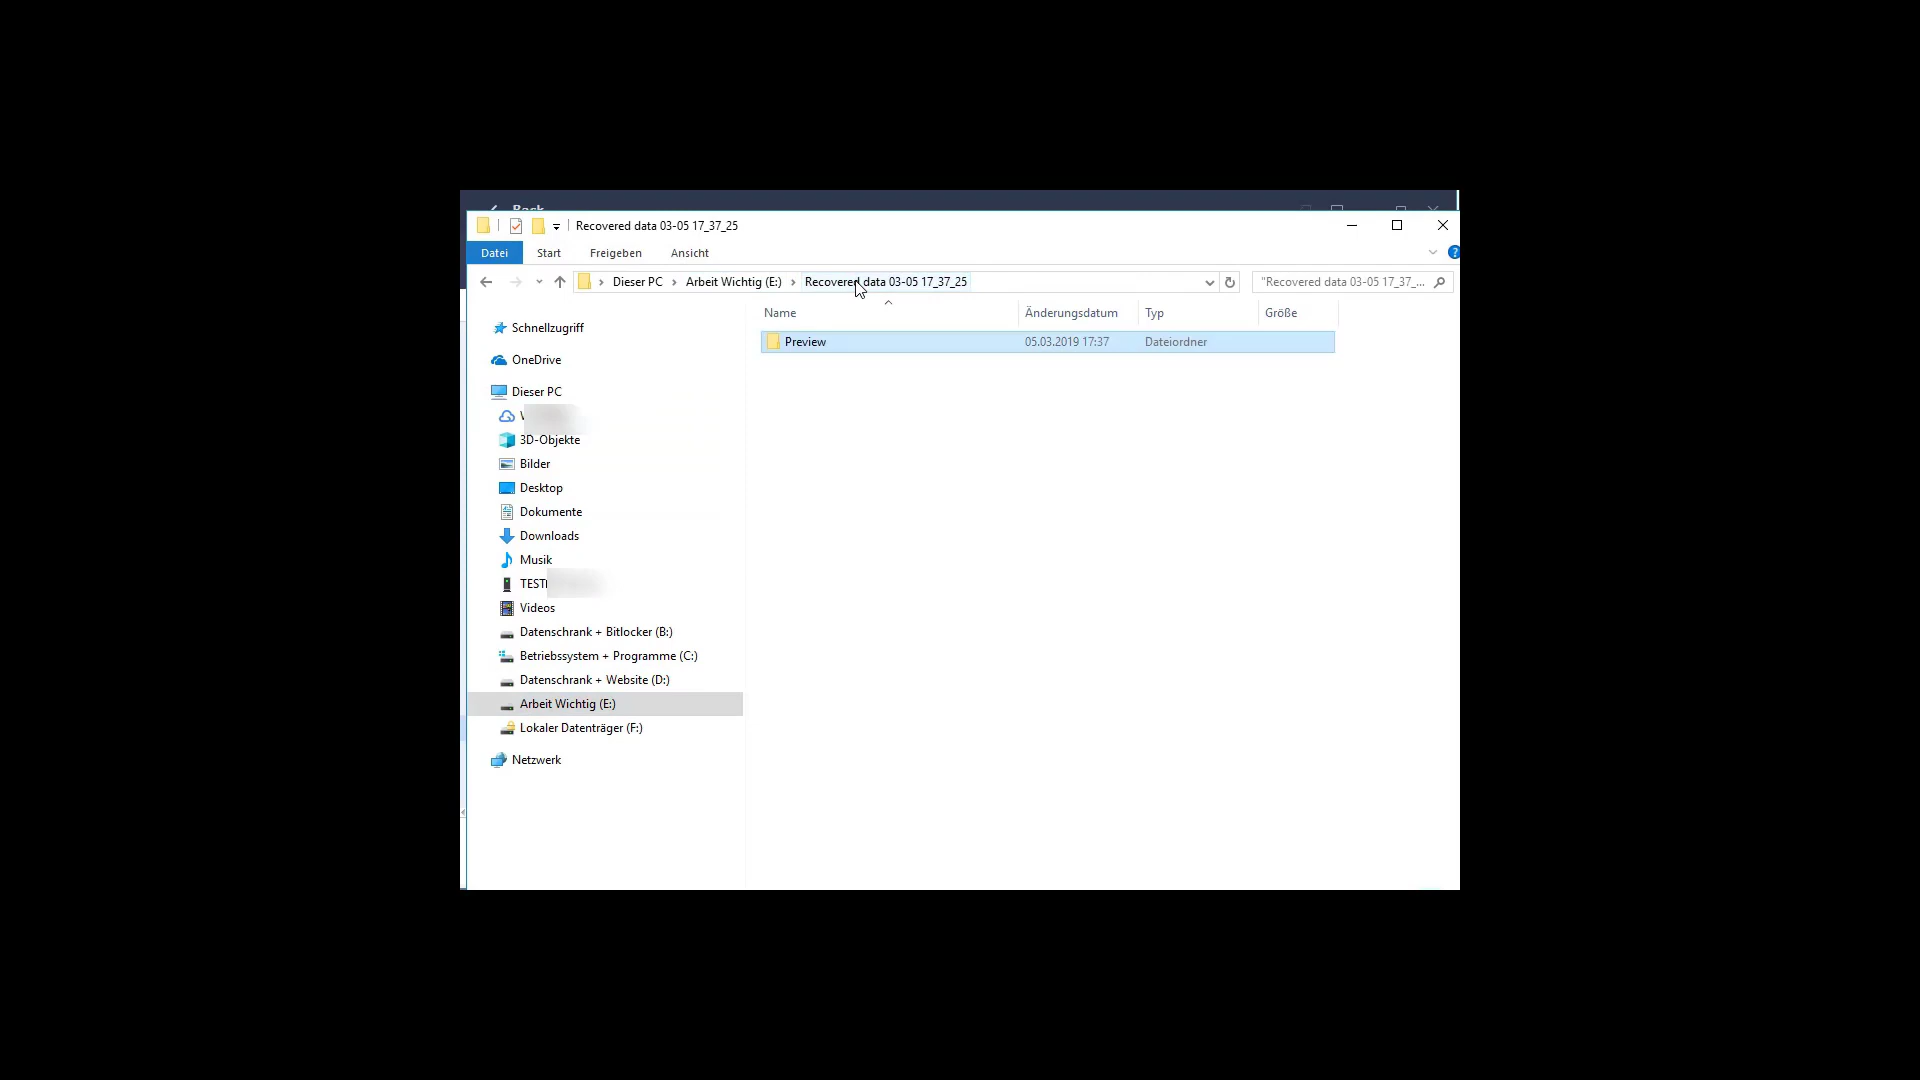 Back
Recovered data 03-05 17_37_25
Datei Start Freigeben Ansicht
Dieser PC Arbeit Wichtig (E:) Recovered data 03-05 17_37_25 "Recovered data 03-05 17_37_...
Name Änderungsdatum Typ Größe
Preview 05.03.2019 17:37 Dateiordner
Schnellzugriff
OneDrive
Dieser PC
3D-Objekte
Bilder
Desktop
Dokumente
Downloads
Musik
Videos
Datenschrank + Bitlocker (B:)
Betriebssystem + Programme (C:)
Datenschrank + Website (D:)
Arbeit Wichtig (E:)
Lokaler Datenträger (F:)
Netzwerk